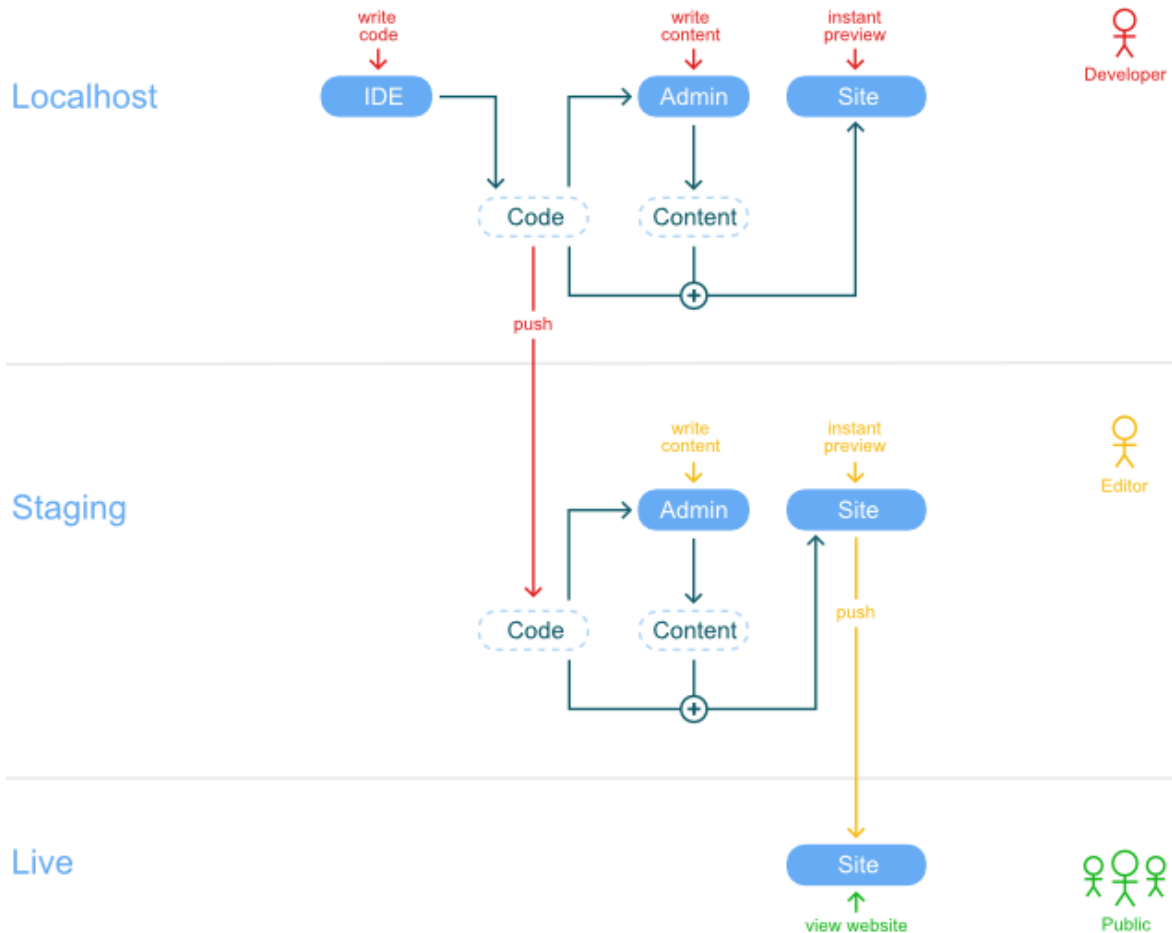 write
code
write
content
instant
preview
Developer
Localhost
IDE
Admin
Site
Code
Content
push
write
content
instant
preview
Editor
Staging
Admin
Site
Code
Content
push
Live
Site
view website
Public